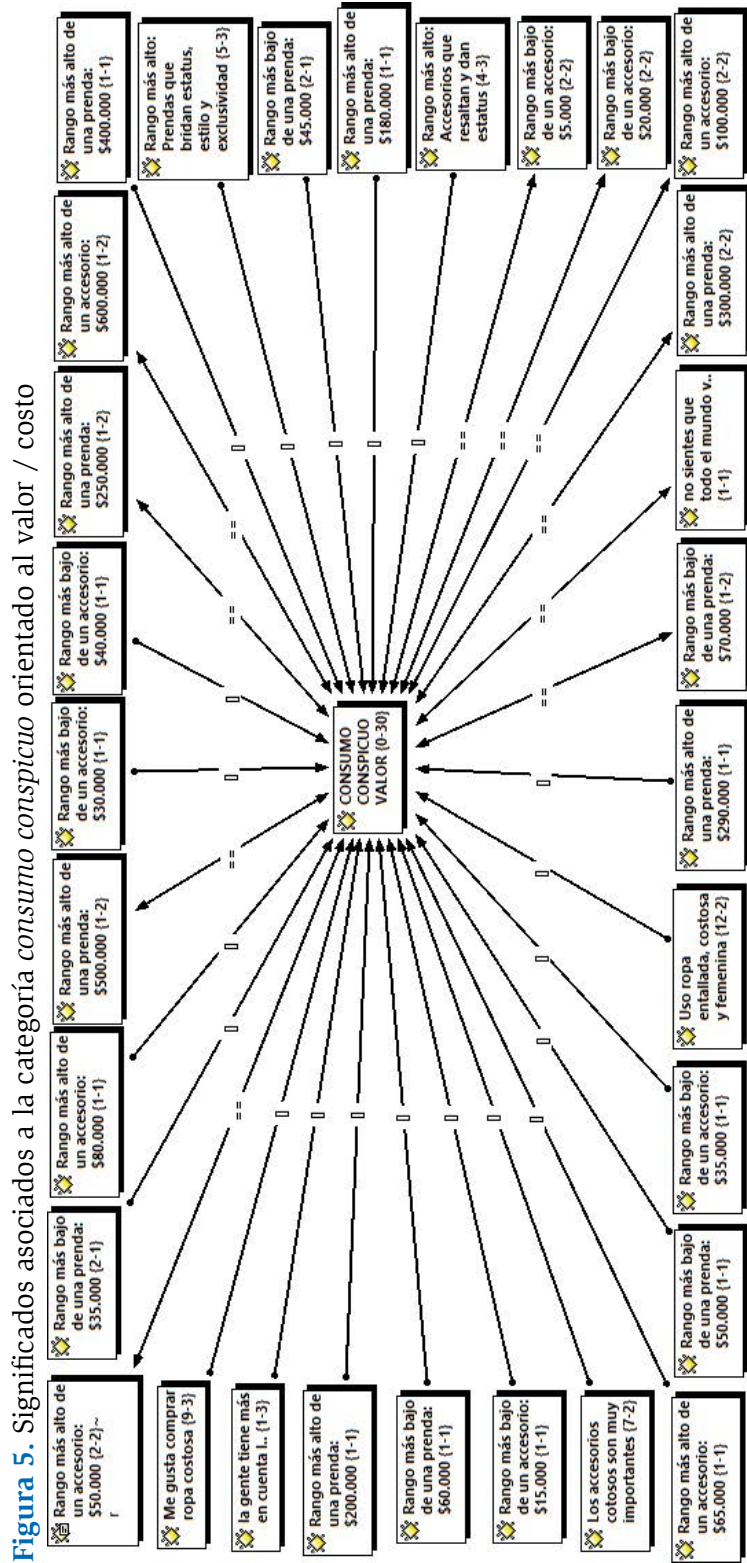 Figura 5. Significados asociados a la categoría consumo conspicuo orientado al valor / costo
Rango más alto de
un accesorio:
$50.000 {2-2}~
r
Rango más bajo
de una prenda:
$35.000 {2-1}
Rango más alto de
un accesorio:
$80.000 {1-1}
Rango más alto de
una prenda:
$500.000 {1-2}
Rango más bajo
de un accesorio:
$30.000 {1-1}
Rango más bajo
de un accesorio:
$40.000 {1-1}
Rango más alto de
una prenda:
$250.000 {1-2}
Rango más alto de
un accesorio:
$600.000 {1-2}
Rango más alto de
una prenda:
$400.000 {1-1}
Me gusta comprar
ropa costosa {9-3}
Rango más alto:
Prendas que
bridan estatus,
estilo y
exclusividad {5-3}
la gente tiene más
en cuenta l.. {1-3}
Rango más bajo
de una prenda:
$45.000 {2-1}
Rango más alto de
una prenda:
$200.000 {1-1}
CONSUMO
CONSPICUO
VALOR {0-30}
Rango más alto de
una prenda:
$180.000 {1-1}
Rango más bajo
de una prenda:
$60.000 {1-1}
Rango más alto:
Accesorios que
resaltan y dan
estatus {4-3}
Rango más bajo
de un accesorio:
$15.000 {1-1}
Rango más bajo
de un accesorio:
$5.000 {2-2}
Los accesorios
cotosos son muy
importantes {7-2}
Rango más bajo
de un accesorio:
$20.000 {2-2}
Rango más alto de
un accesorio:
$65.000 {1-1}
Rango más bajo
de una prenda:
$50.000 {1-1}
Rango más bajo
de un accesorio:
$35.000 {1-1}
Uso ropa
entallada, costosa
y femenina {12-2}
Rango más alto de
una prenda:
$290.000 {1-1}
Rango más bajo
de una prenda:
$70.000 {1-2}
no sientes que
todo el mundo v..
{1-1}
Rango más alto de
una prenda:
$300.000 {2-2}
Rango más alto de
un accesorio:
$100.000 {2-2}